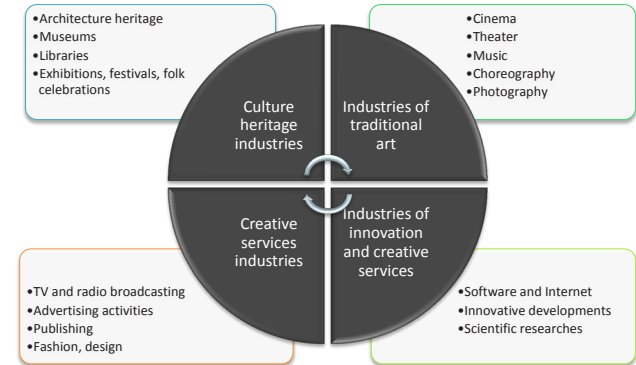 •Architecture heritage
•Museums
•Libraries
•Exhibitions, festivals, folk
celebrations
•Cinema
•Theater
•Music
•Choreography
•Photography
Culture
heritage
industries
Industries of
traditional
art
Creative
services
industries
Industries of
innovation
and creative
services
•TV and radio broadcasting
•Advertising activities
•Publishing
•Fashion, design
•Software and Internet
•Innovative developments
•Scientific researches